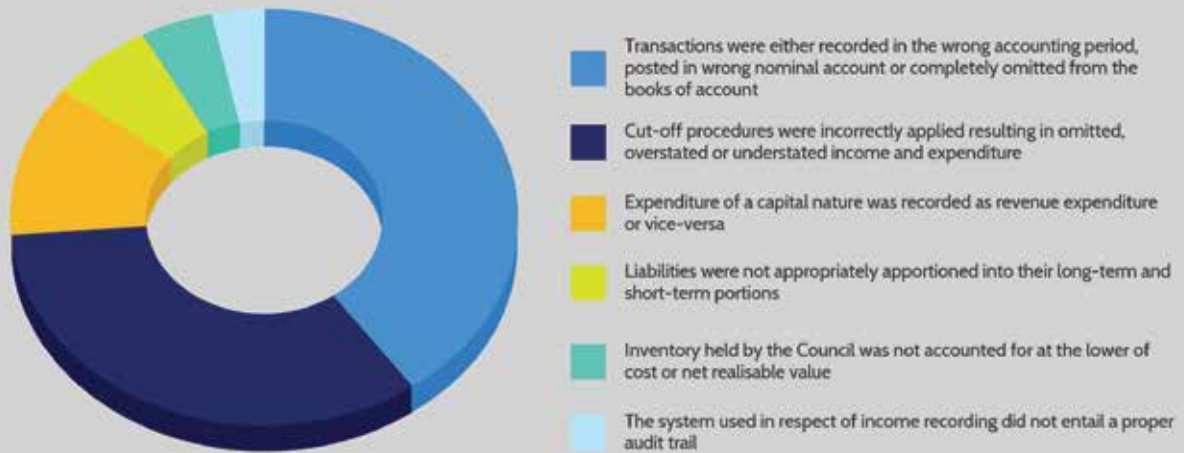 Transactions were either recorded in the wrong accounting period,
posted in wrong nominal account or completely omitted from the
books of account
Cut-off procedures were incorrectly applied resulting in omitted,
overstated or understated income and expenditure
Expenditure of a capital nature was recorded as revenue expenditure
or vice-versa
Liabilities were not appropriately apportioned into their long-term and
short-term portions
Inventory held by the Council was not accounted for at the lower of
cost or net realisable value
The system used in respect of income recording did not entail a proper
audit trail